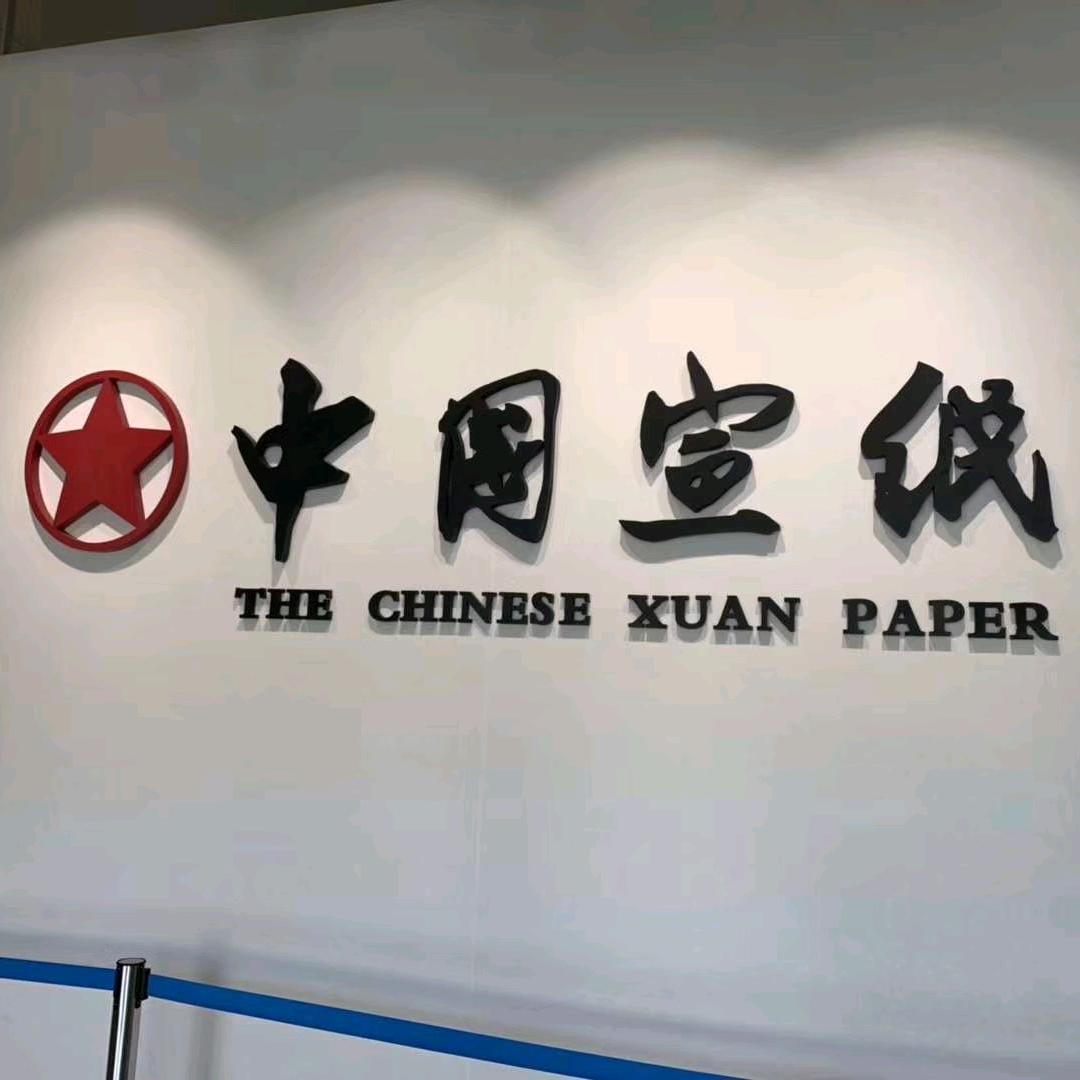 中国宣纸
THE CHINESE XUAN PAPER